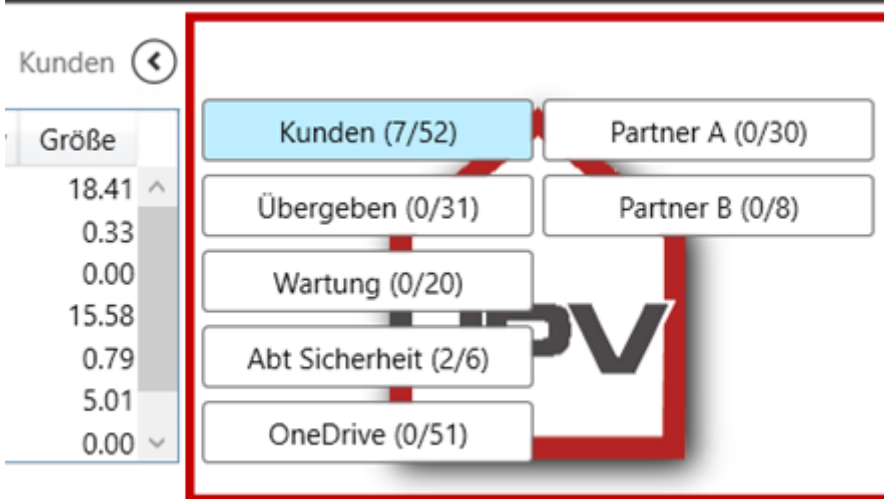 Kunden
Größe
18.41
0.33
0.00
15.58
0.79
5.01
0.00
Kunden (7/52)
Partner A (0/30)
Übergeben (0/31)
Partner B (0/8)
Wartung (0/20)
Abt Sicherheit (2/6)
OneDrive (0/51)